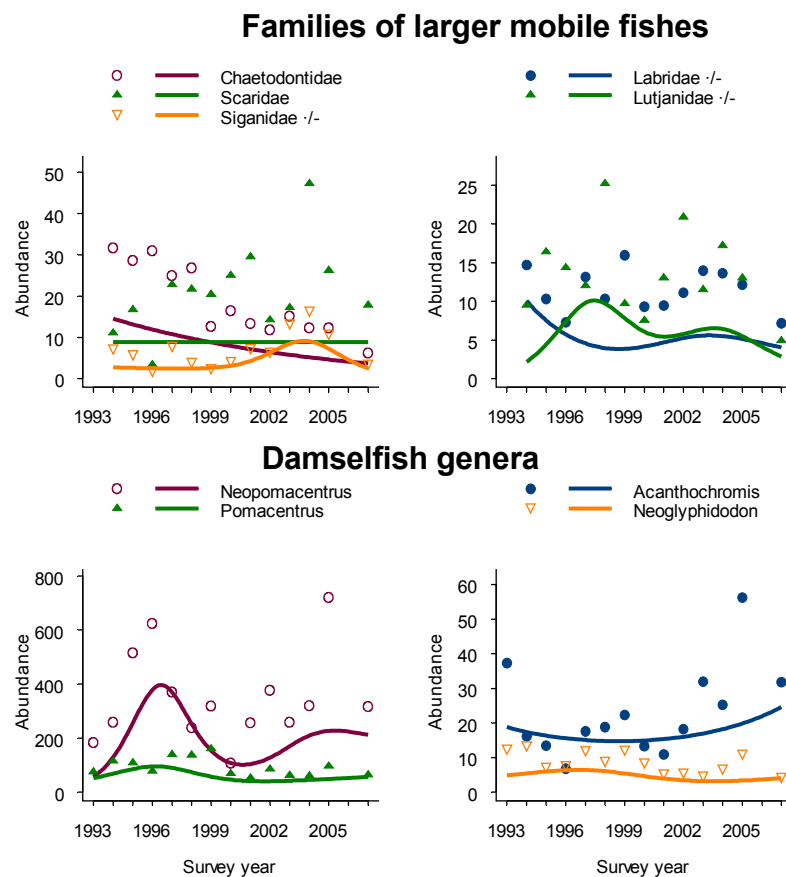 Families of larger mobile fishes
Chaetodontidae
Scaridae
Siganidae ·/-
Labridae ·/-
Lutjanidae ·/-
Abundance
50
40
30
20
10
0
1993 1996 1999 2002 2005
Abundance
25
20
15
10
5
0
1993 1996 1999 2002 2005
Damselfish genera
Neopomacentrus
Pomacentrus
Acanthochromis
Neoglyphidodon
Abundance
800
600
400
200
0
1993 1996 1999 2002 2005
Survey year
Abundance
60
50
40
30
20
10
0
1993 1996 1999 2002 2005
Survey year